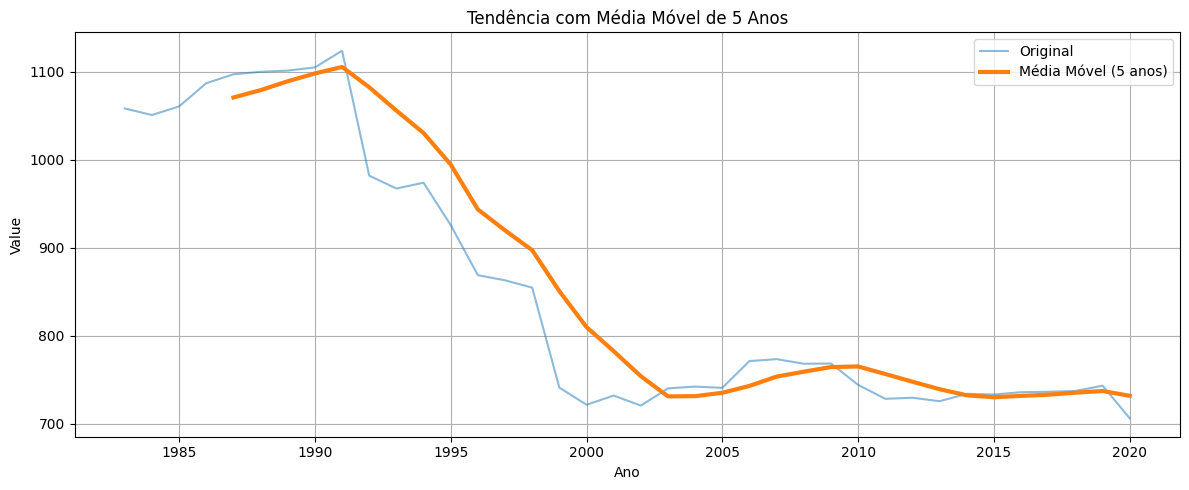 Tendência com Média Móvel de 5 Anos
Original
Média Móvel (5 anos)
Value
1100
1000
900
800
700
1985
1990
1995
2000
2005
2010
2015
2020
Ano